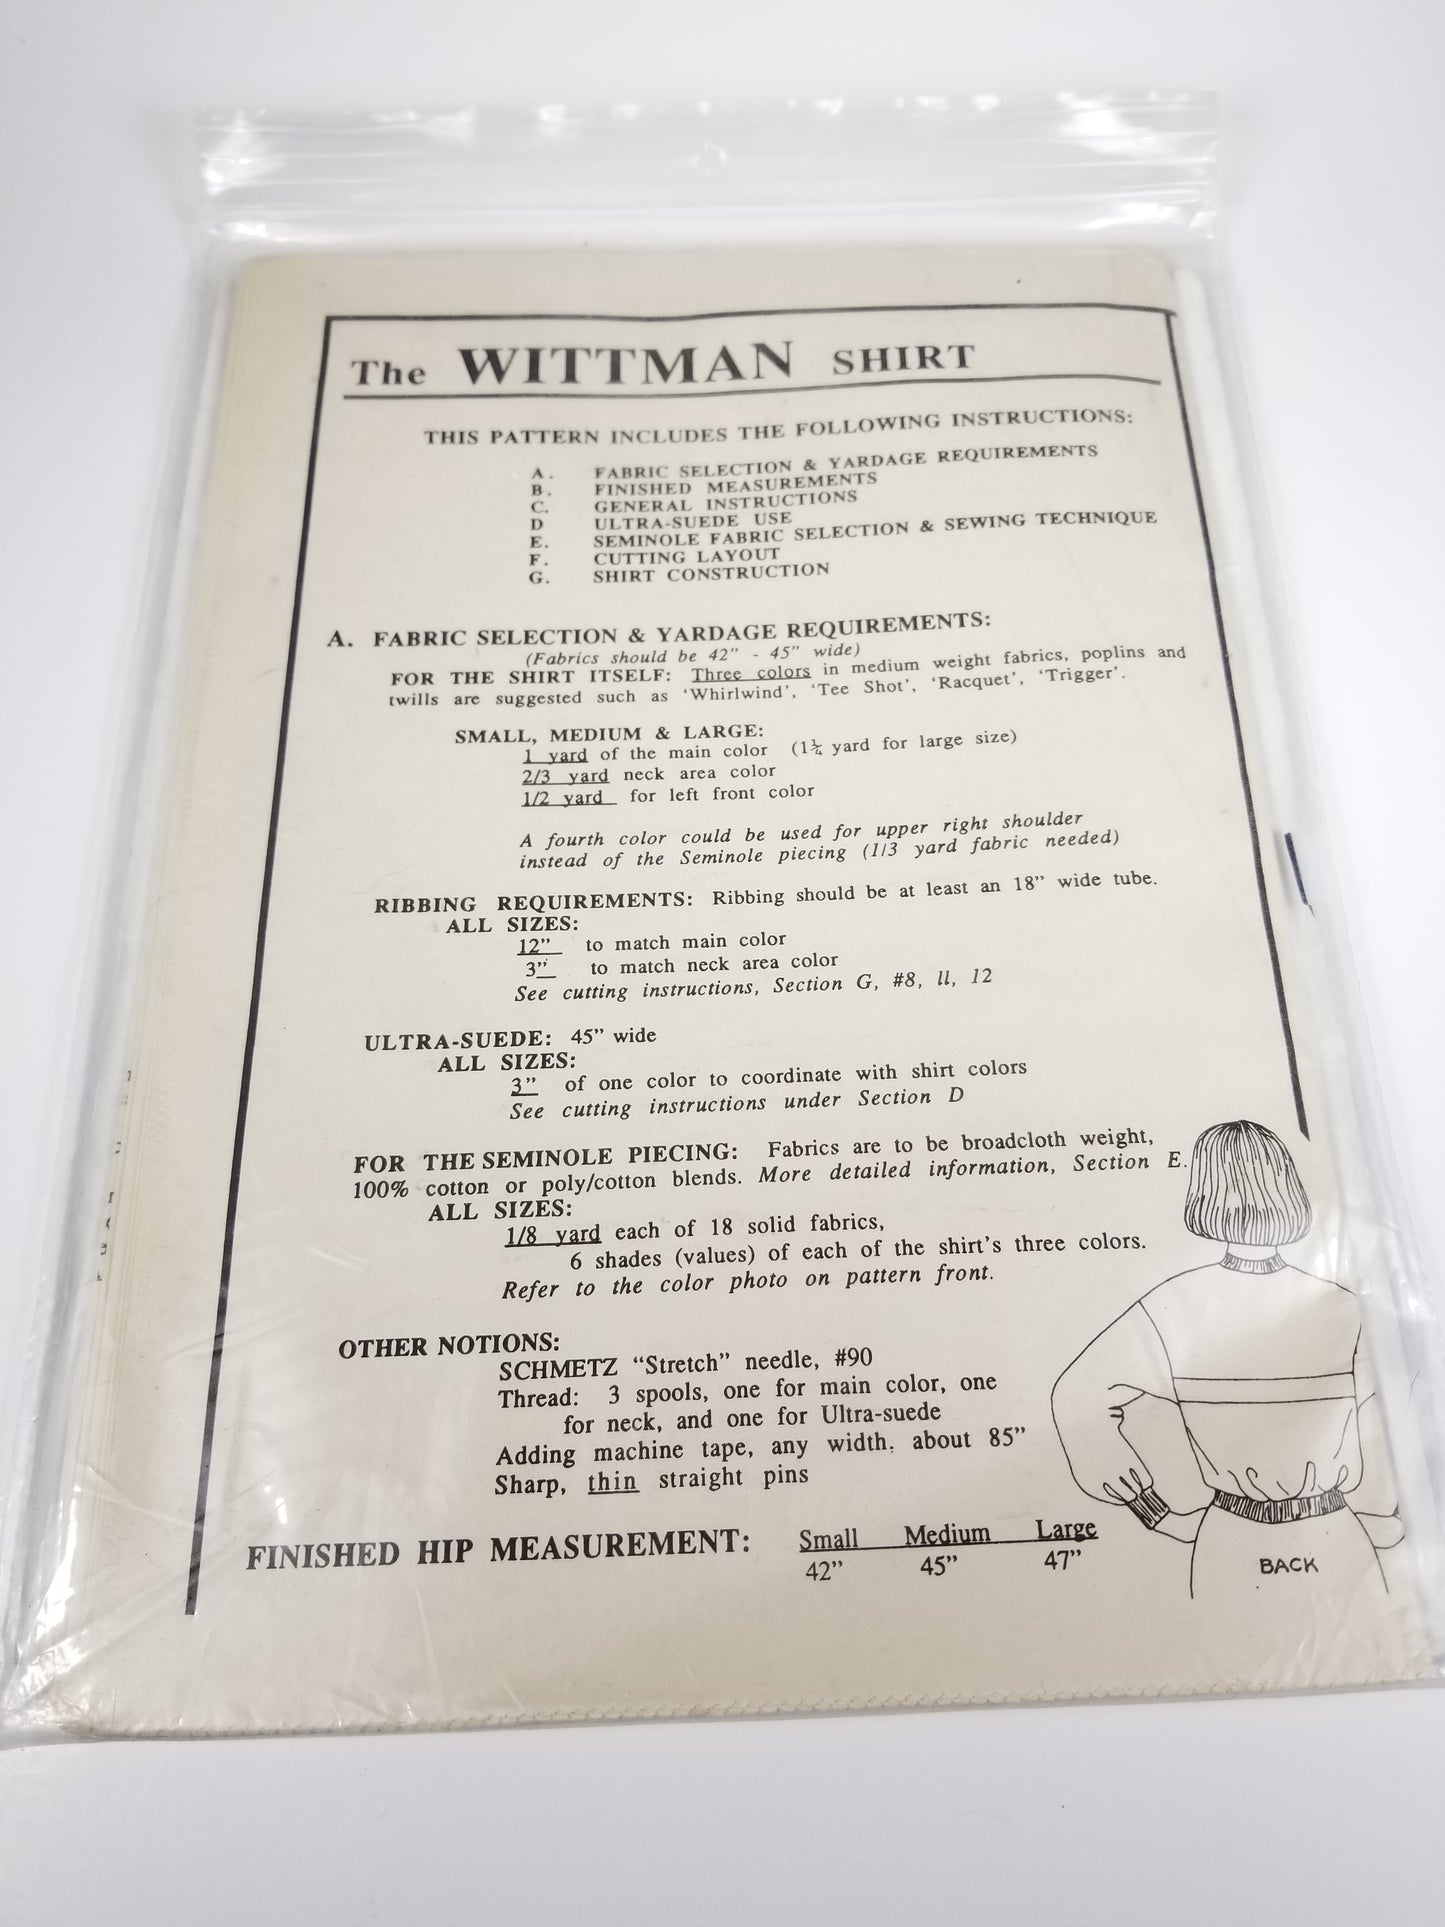 The WITTMAN SHIRT
THIS PATTERN INCLUDES THE FOLLOWING INSTRUCTIONS:
A. FABRIC SELECTION & YARDAGE REQUIREMENTS
B. FINISHED MEASUREMENTS
C. GENERAL INSTRUCTIONS
D ULTRA-SUEDE USE
E. SEMINOLE FABRIC SELECTION & SEWING TECHNIQUE
F. CUTTING LAYOUT
G. SHIRT CONSTRUCTION
A. FABRIC SELECTION & YARDAGE REQUIREMENTS:
(Fabrics should be 42” - 45” wide)
FOR THE SHIRT ITSELF: Three colors in medium weight fabrics, poplins and
twills are suggested such as ‘Whirlwind’, ‘Tee Shot’, ‘Racquet’, ‘Trigger’.
SMALL, MEDIUM & LARGE:
1 yard of the main color (1¼ yard for large size)
2/3 yard neck area color
1/2 yard for left front color
A fourth color could be used for upper right shoulder
instead of the Seminole piecing (1/3 yard fabric needed)
RIBBING REQUIREMENTS: Ribbing should be at least an 18” wide tube.
ALL SIZES:
12” to match main color
3” to match neck area color
See cutting instructions, Section G, #8, 11, 12
ULTRA-SUEDE: 45” wide
ALL SIZES:
3” of one color to coordinate with shirt colors
See cutting instructions under Section D
FOR THE SEMINOLE PIECING: Fabrics are to be broadcloth weight,
100% cotton or poly/cotton blends. More detailed information, Section E.
ALL SIZES:
1/8 yard each of 18 solid fabrics,
6 shades (values) of each of the shirt’s three colors.
Refer to the color photo on pattern front.
OTHER NOTIONS:
SCHMETZ “Stretch” needle, #90
Thread: 3 spools, one for main color, one
for neck, and one for Ultra-suede
Adding machine tape, any width, about 85”
Sharp, thin straight pins
FINISHED HIP MEASUREMENT: Small Medium Large
42” 45” 47”
BACK